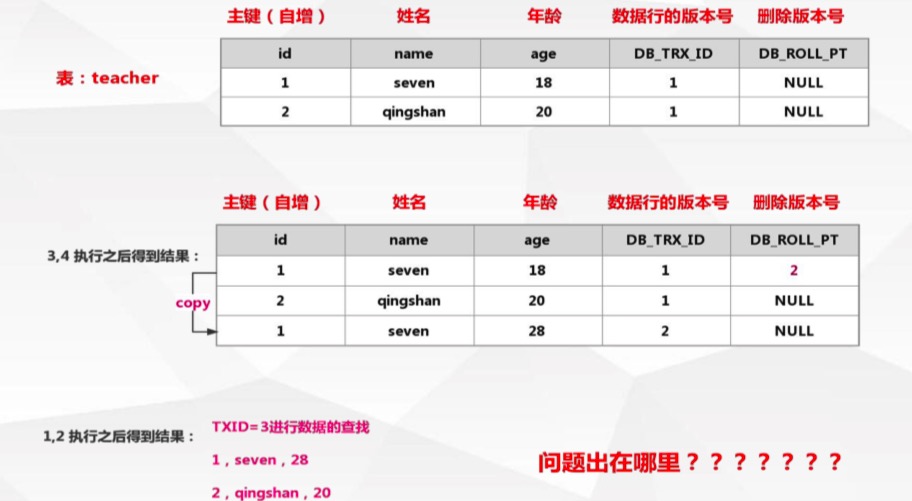 主键（自增） 姓名 年龄 数据行的版本号 删除版本号
id name age DB_TRX_ID DB_ROLL_PT
表：teacher
1 seven 18 1 NULL
2 qingshan 20 1 NULL
主键（自增） 姓名 年龄 数据行的版本号 删除版本号
id name age DB_TRX_ID DB_ROLL_PT
3,4 执行之后得到结果：
1 seven 18 1 2
copy
2 qingshan 20 1 NULL
1 seven 28 2 NULL
1,2 执行之后得到结果：
TXID=3进行数据的查找
1，seven，28
2，qingshan，20
问题出在哪里？？？？？？？